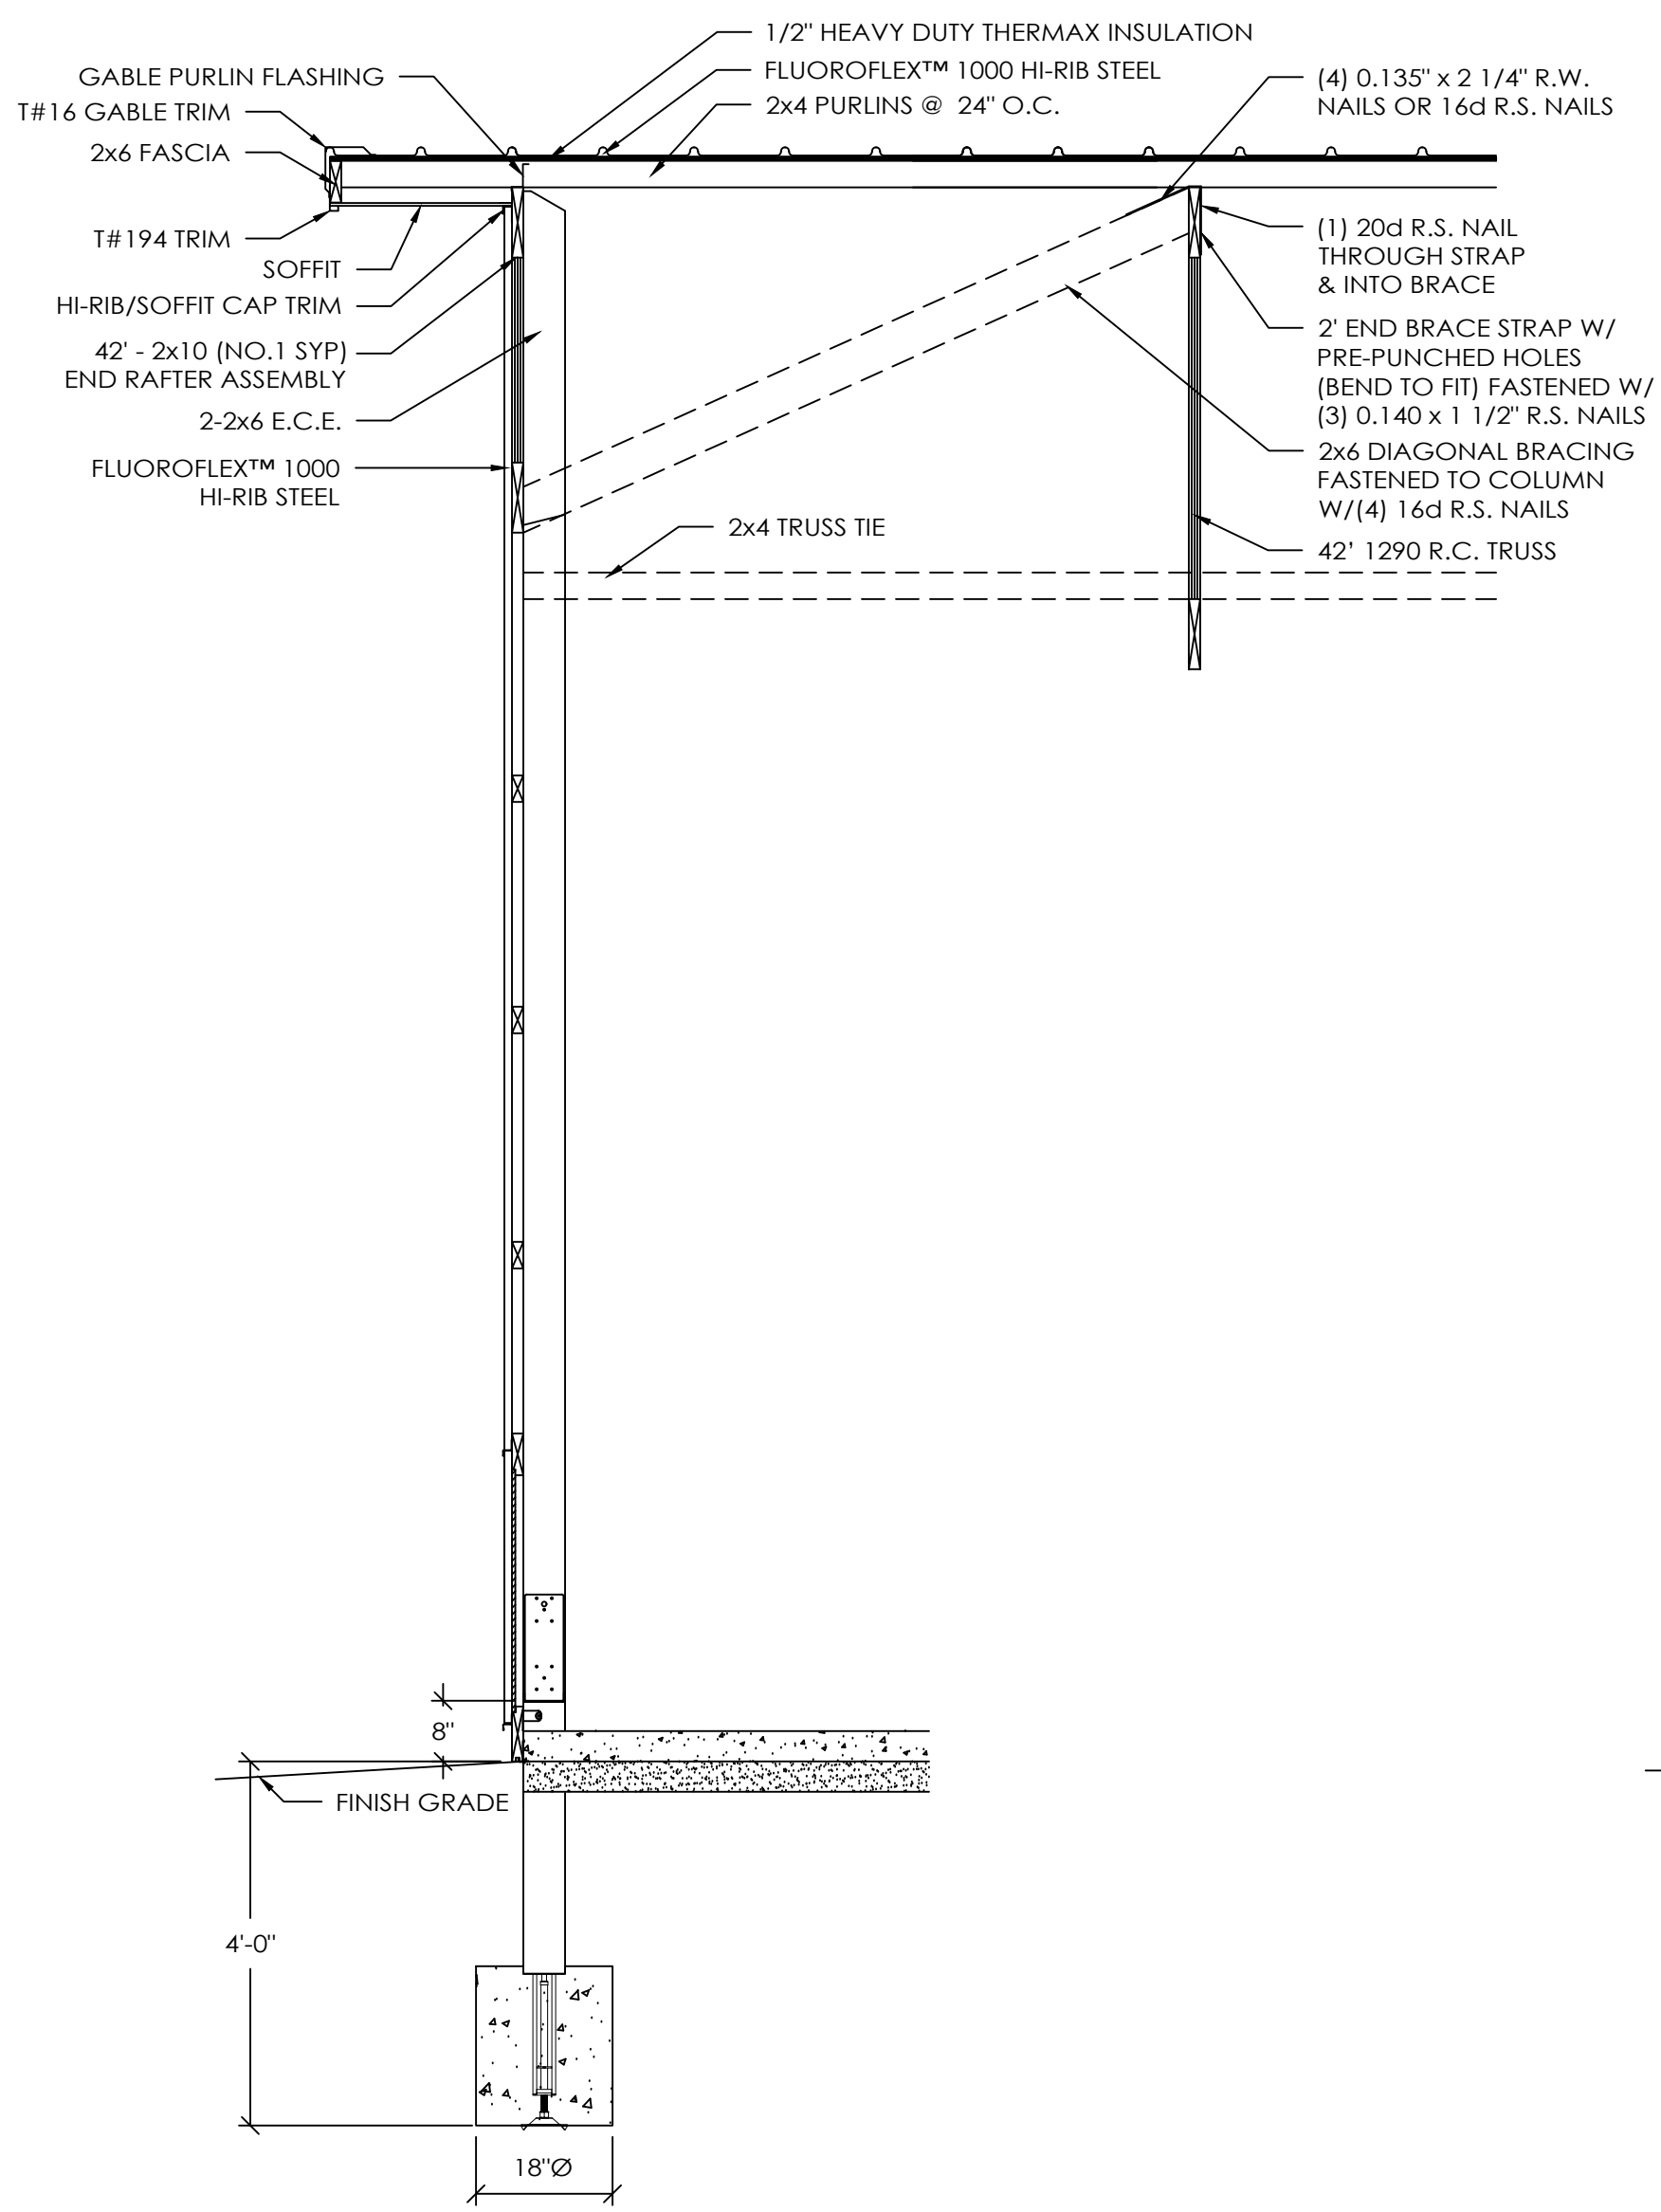 1/2" HEAVY DUTY THERMAX INSULATION
FLUOROFLEX™ 1000 HI-RIB STEEL
2x4 PURLINS @ 24" O.C.
GABLE PURLIN FLASHING
T#16 GABLE TRIM
2x6 FASCIA
T#194 TRIM
SOFFIT
HI-RIB/SOFFIT CAP TRIM
42' - 2x10 (NO.1 SYP)
END RAFTER ASSEMBLY
2-2x6 E.C.E.
FLUOROFLEX™ 1000
HI-RIB STEEL
(4) 0.135" x 2 1/4" R.W.
NAILS OR 16d R.S. NAILS
(1) 20d R.S. NAIL
THROUGH STRAP
& INTO BRACE
2' END BRACE STRAP W/
PRE-PUNCHED HOLES
(BEND TO FIT) FASTENED W/
(3) 0.140 x 1 1/2" R.S. NAILS
2x6 DIAGONAL BRACING
FASTENED TO COLUMN
W/(4) 16d R.S. NAILS
42’ 1290 R.C. TRUSS
2x4 TRUSS TIE
8"
FINISH GRADE
4'-0"
18"Ø